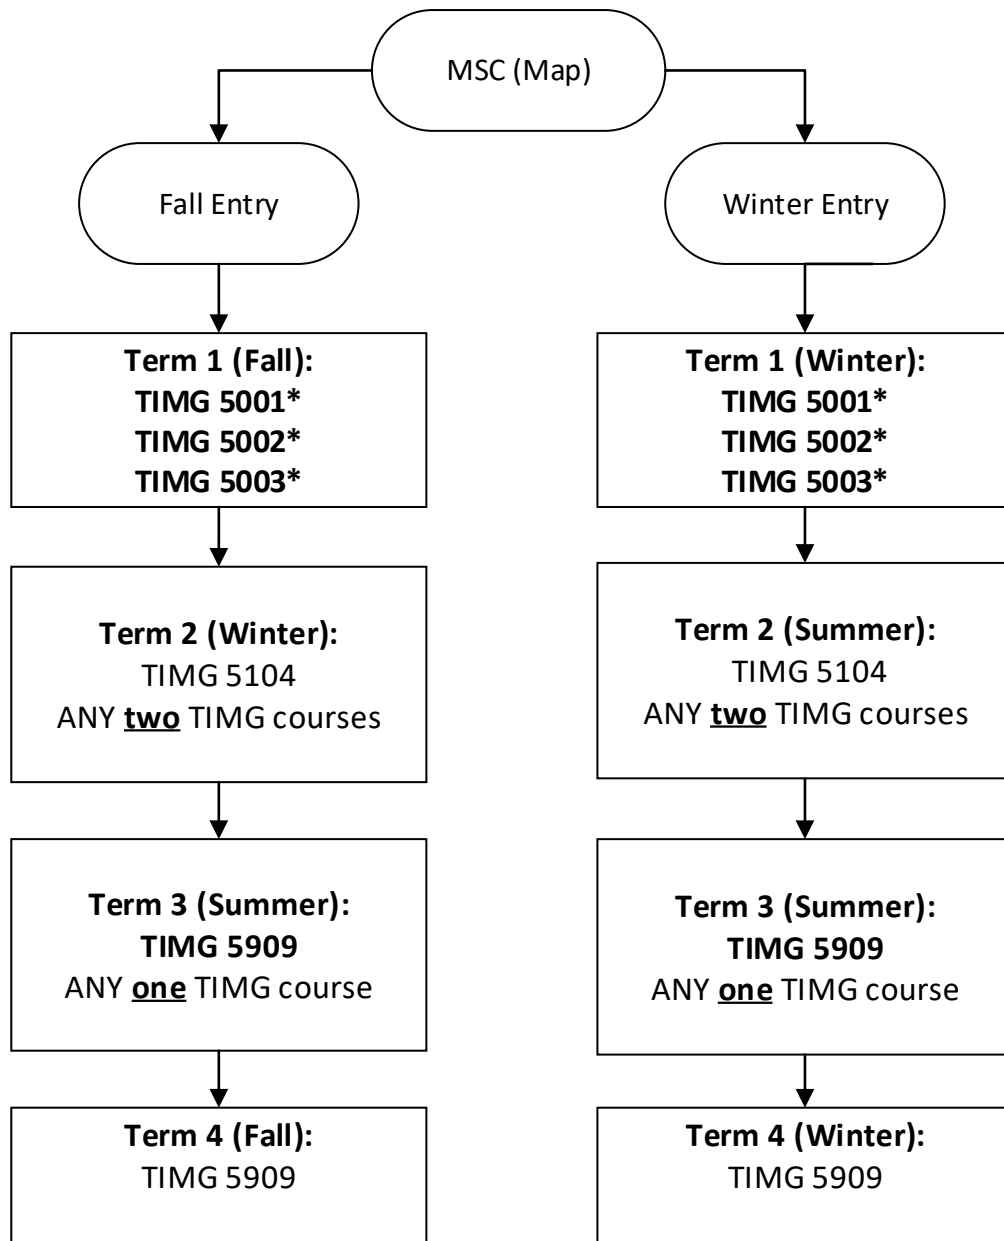 MSC (Map)
Fall Entry
Winter Entry
Term 1 (Fall):
TIMG 5001*
TIMG 5002*
TIMG 5003*
Term 1 (Winter):
TIMG 5001*
TIMG 5002*
TIMG 5003*
Term 2 (Winter):
TIMG 5104
ANY two TIMG courses
Term 2 (Summer):
TIMG 5104
ANY two TIMG courses
Term 3 (Summer):
TIMG 5909
ANY one TIMG course
Term 3 (Summer):
TIMG 5909
ANY one TIMG course
Term 4 (Fall):
TIMG 5909
Term 4 (Winter):
TIMG 5909